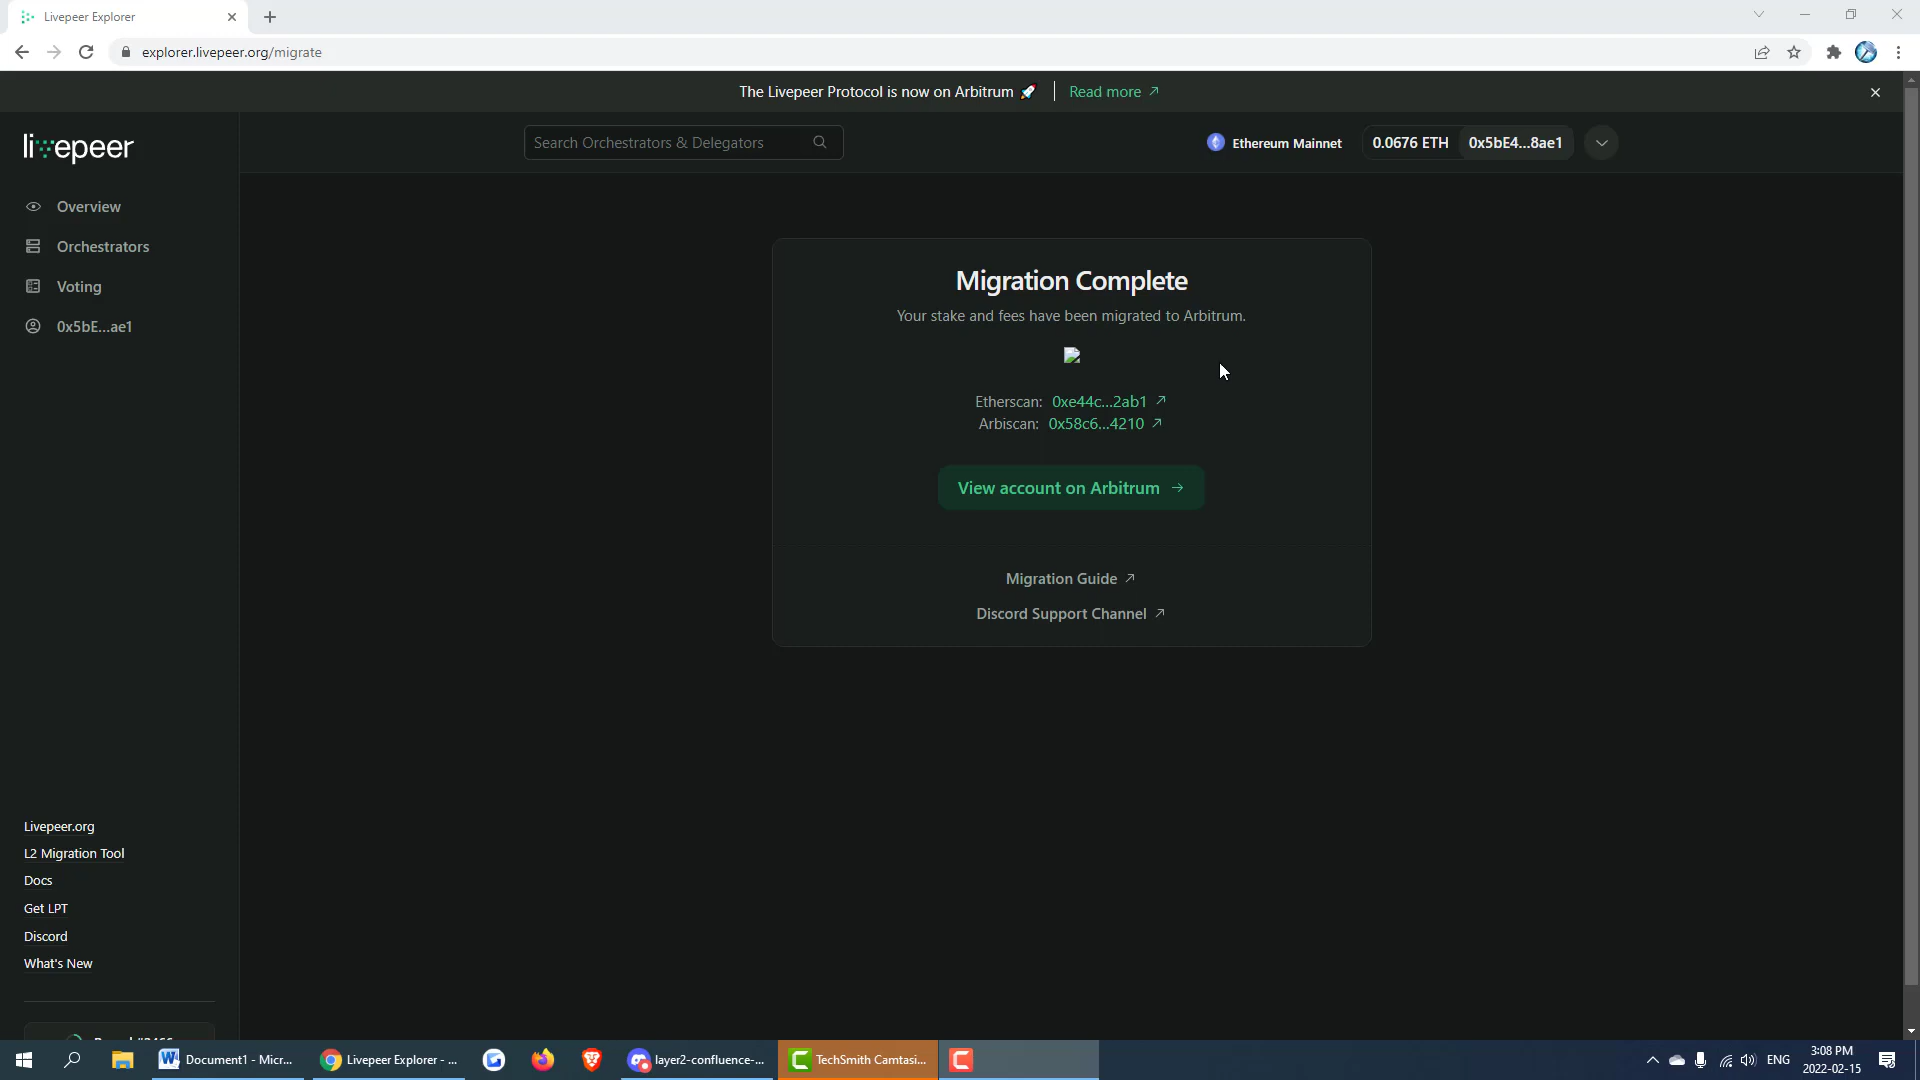 Livepeer Explorer
explorer.livepeer.org/migrate
The Livepeer Protocol is now on Arbitrum 🚀 Read more ↗
livepeer
Search Orchestrators & Delegators
Ethereum Mainnet
0.0676 ETH
0x5bE4...8ae1
Overview
Orchestrators
Voting
0x5bE...ae1
Migration Complete
Your stake and fees have been migrated to Arbitrum.
Etherscan: 0xe44c...2ab1 ↗
Arbiscan: 0x58c6...4210 ↗
View account on Arbitrum →
Migration Guide ↗
Discord Support Channel ↗
Livepeer.org
L2 Migration Tool
Docs
Get LPT
Discord
What's New
Document1 - Micr...
Livepeer Explorer - ...
layer2-confluence-...
TechSmith Camtasi...
ENG
3:08 PM
2022-02-15